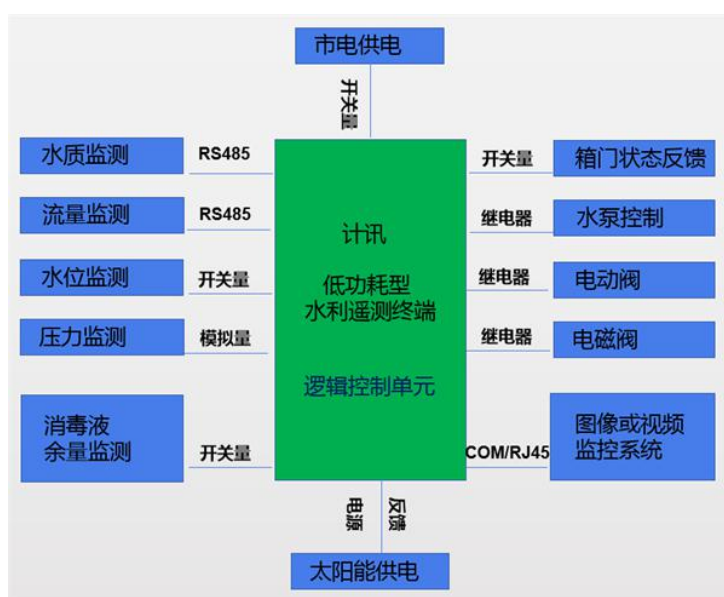 市电供电
开关量
水质监测
RS485
流量监测
RS485
水位监测
开关量
压力监测
模拟量
消毒液
余量监测
开关量
计讯
低功耗型
水利遥测终端
逻辑控制单元
开关量
箱门状态反馈
继电器
水泵控制
继电器
电动阀
继电器
电磁阀
COM/RJ45
图像或视频
监控系统
电源
反馈
太阳能供电